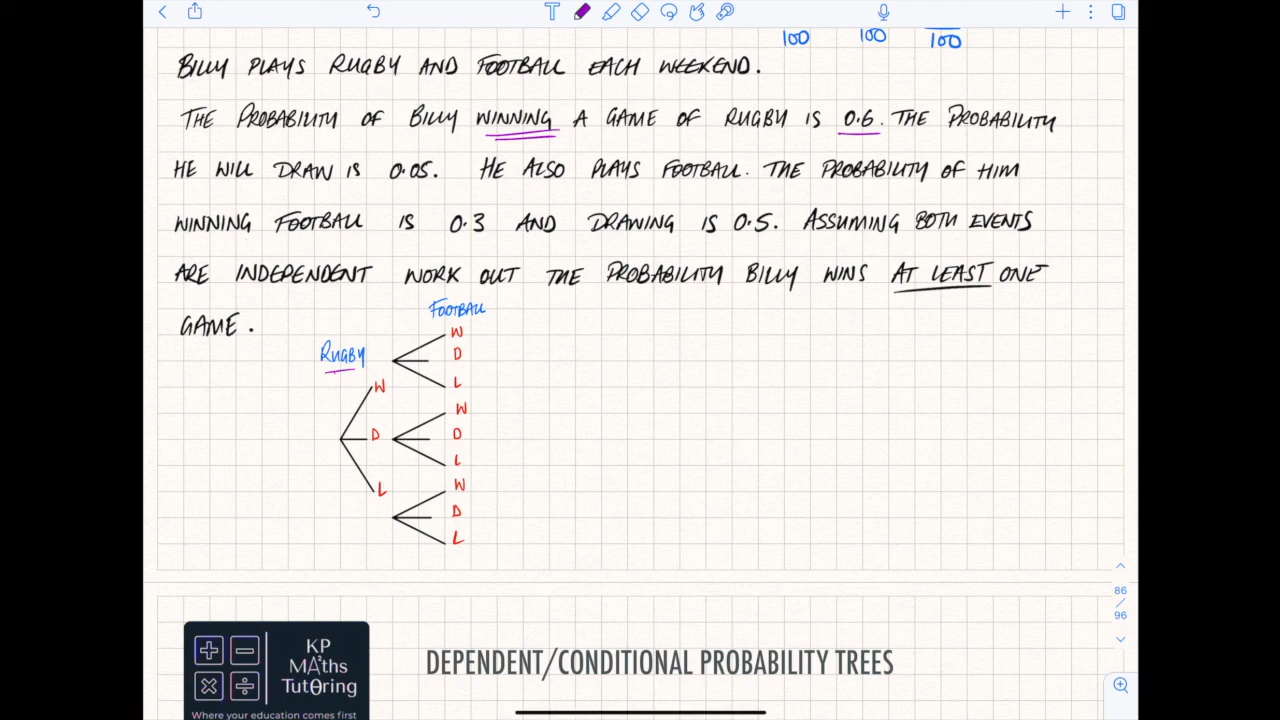 100 100 100
BILLY PLAYS RUGBY AND FOOTBALL EACH WEEKEND.
THE PROBABILITY OF BILLY WINNING A GAME OF RUGBY IS 0.6. THE PROBABILITY
HE WILL DRAW IS 0.05. HE ALSO PLAYS FOOTBALL. THE PROBABILITY OF HIM
WINNING FOOTBALL IS 0.3 AND DRAWING IS 0.5. ASSUMING BOTH EVENTS
ARE INDEPENDENT WORK OUT THE PROBABILITY BILLY WINS AT LEAST ONE
GAME.
FOOTBALL
RUGBY
W
D
L
W
D
L
W
D
L
W
D
L
86
/
96
KP
MA²ths
Tutoring
Where your education comes first
DEPENDENT/CONDITIONAL PROBABILITY TREES